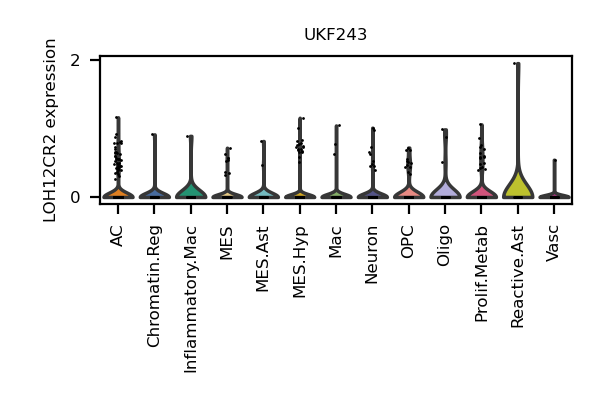 UKF243
LOH12CR2 expression
2
0
AC
Chromatin.Reg
Inflammatory.Mac
MES
MES.Ast
MES.Hyp
Mac
Neuron
OPC
Oligo
Prolif.Metab
Reactive.Ast
Vasc